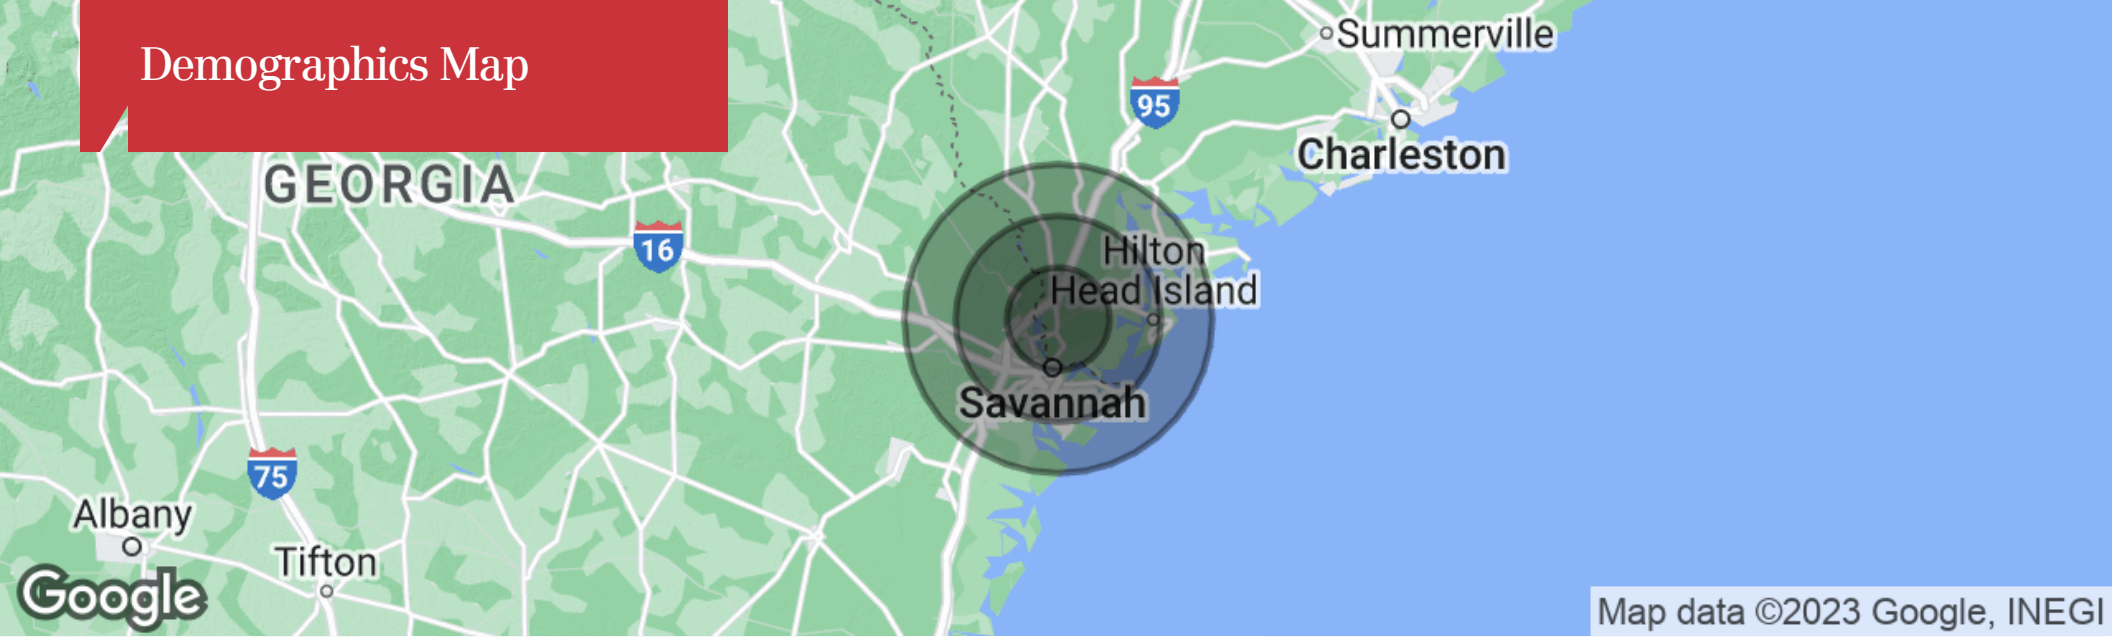 Demographics Map
Summerville
95
Charleston
GEORGIA
16
Hilton
Head Island
Savannah
75
Albany
Tifton
Google
Map data ©2023 Google, INEGI